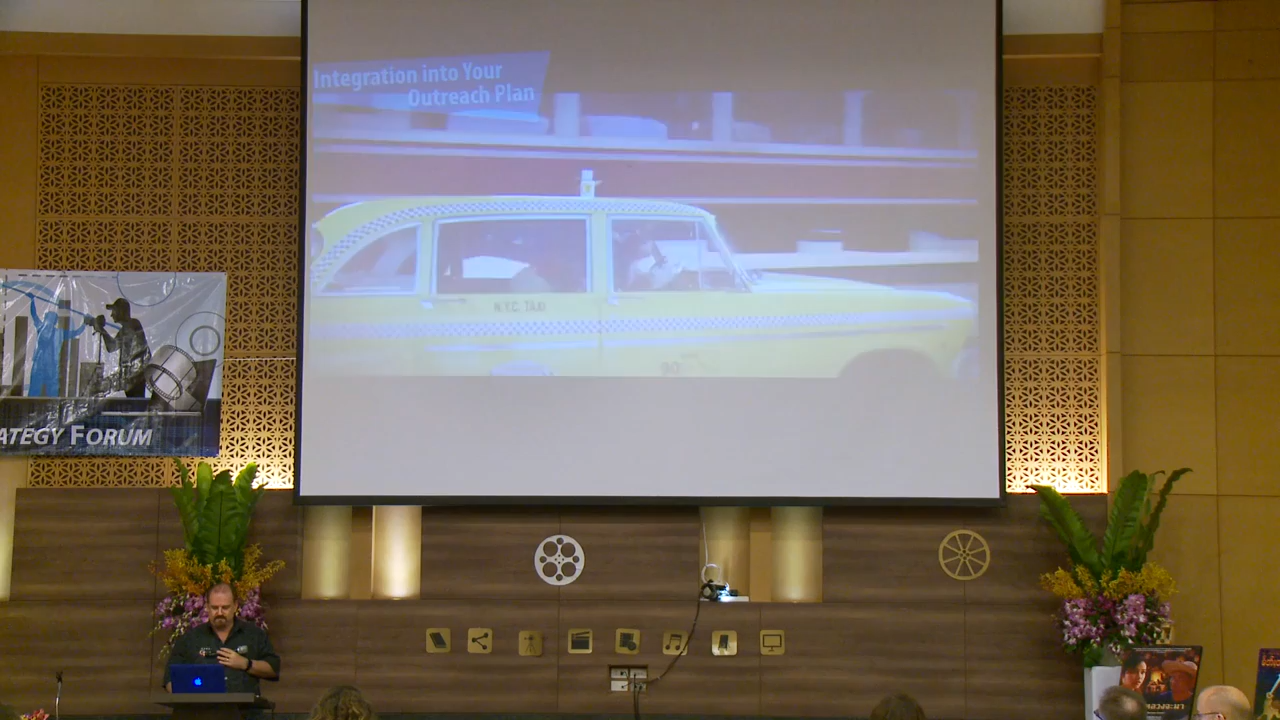 Integration into Your
Outreach Plan
N.Y.C. TAXI
ATEGY FORUM